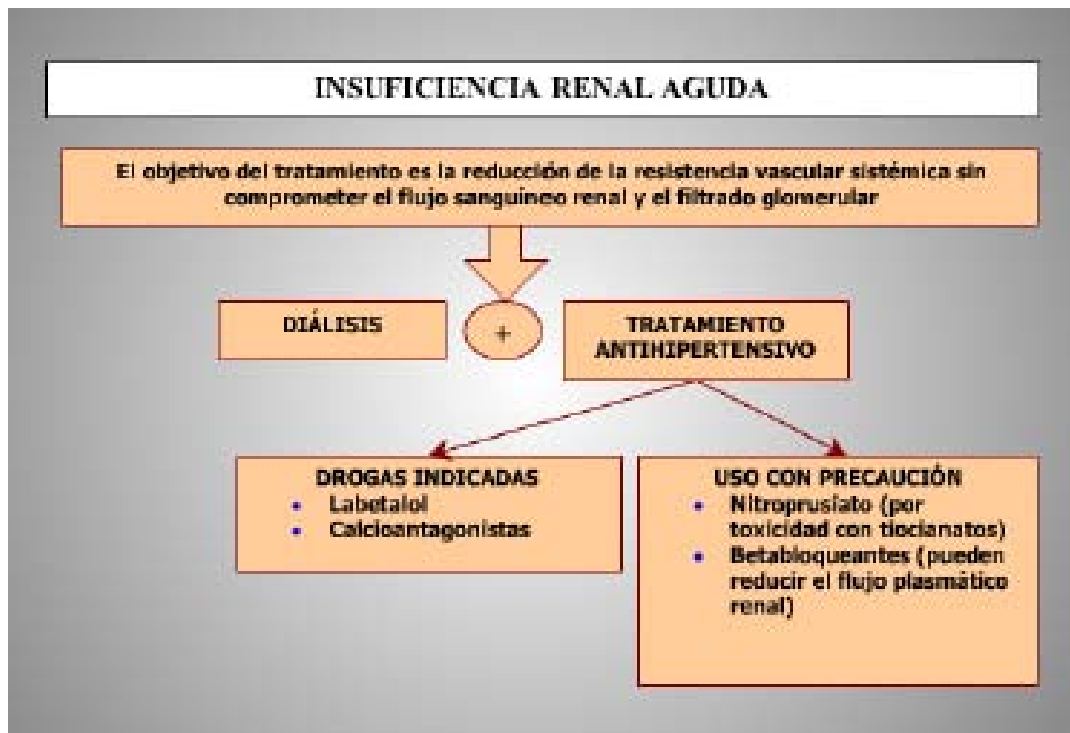 INSUFICIENCIA RENAL AGUDA
El objetivo del tratamiento es la reducción de la resistencia vascular sistémica sin
comprometer el flujo sanguíneo renal y el filtrado glomerular
DIÁLISIS
+
TRATAMIENTO
ANTIHIPERTENSIVO
DROGAS INDICADAS
• Labetalol
• Calcioantagonistas
USO CON PRECAUCIÓN
• Nitroprusiato (por
toxicidad con tiocianatos)
• Betabloqueantes (pueden
reducir el flujo plasmático
renal)